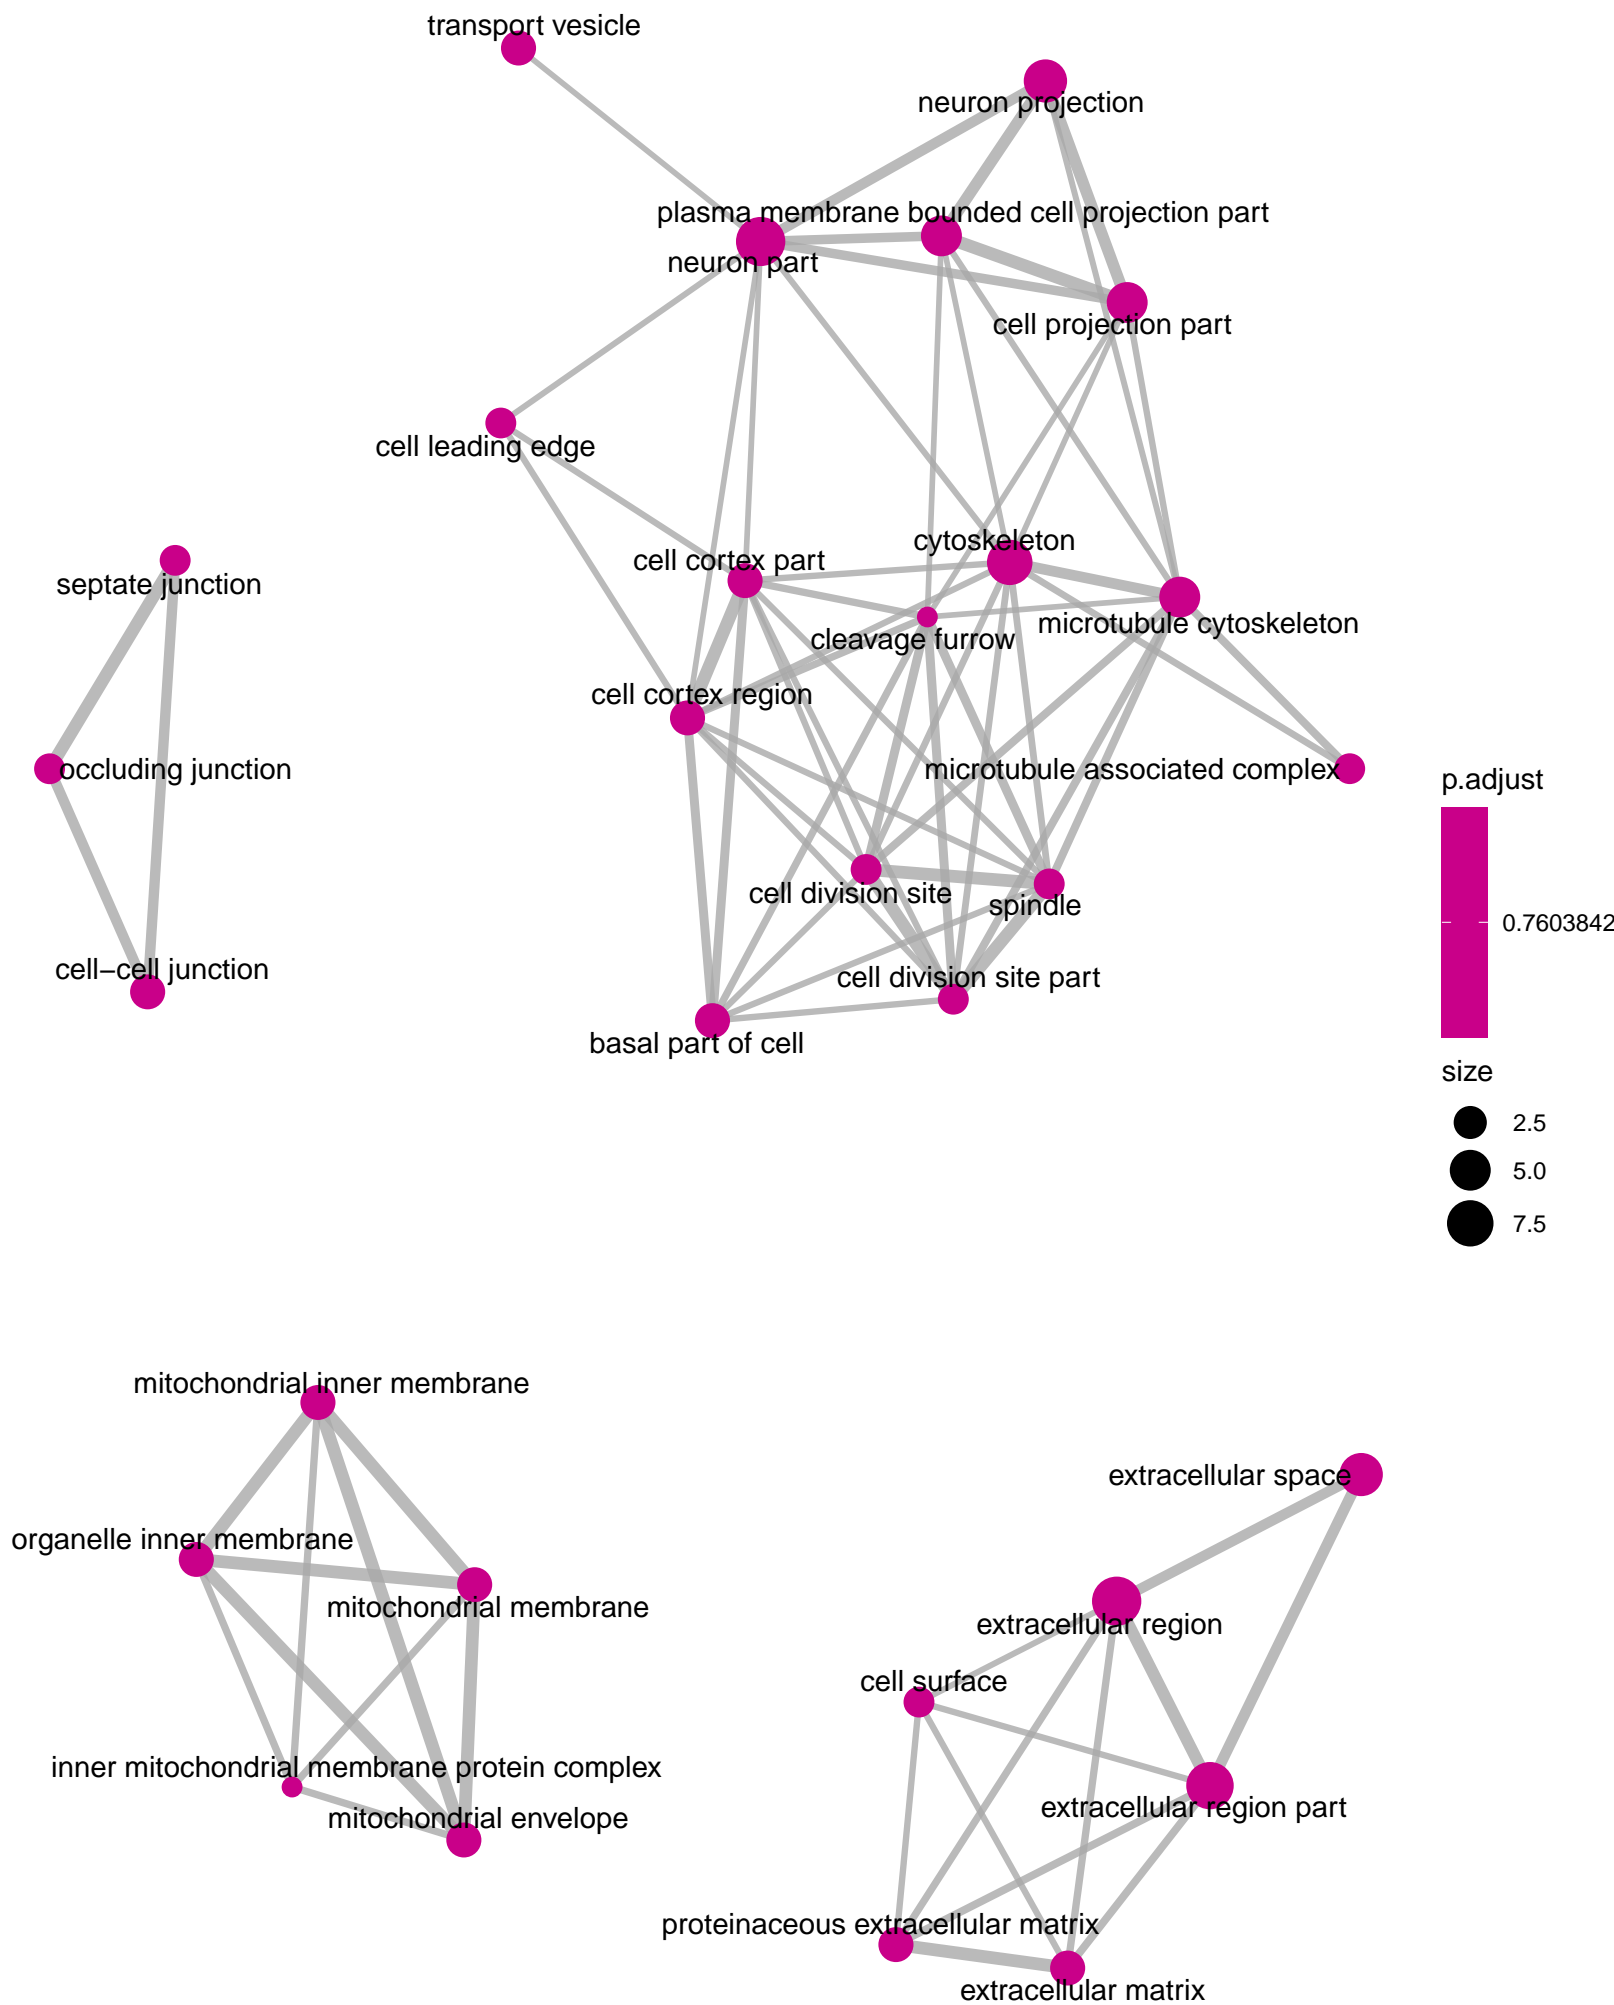 transport vesicle
neuron projection
plasma membrane bounded cell projection part
neuron part
cell projection part
cell leading edge
cytoskeleton
cell cortex part
septate junction
microtubule cytoskeleton
cleavage furrow
cell cortex region
occluding junction
microtubule associated complex
p.adjust
0.7603842
cell division site
spindle
cell−cell junction
cell division site part
basal part of cell
size
2.5
5.0
7.5
mitochondrial inner membrane
extracellular space
organelle inner membrane
mitochondrial membrane
extracellular region
cell surface
inner mitochondrial membrane protein complex
extracellular region part
mitochondrial envelope
proteinaceous extracellular matrix
extracellular matrix